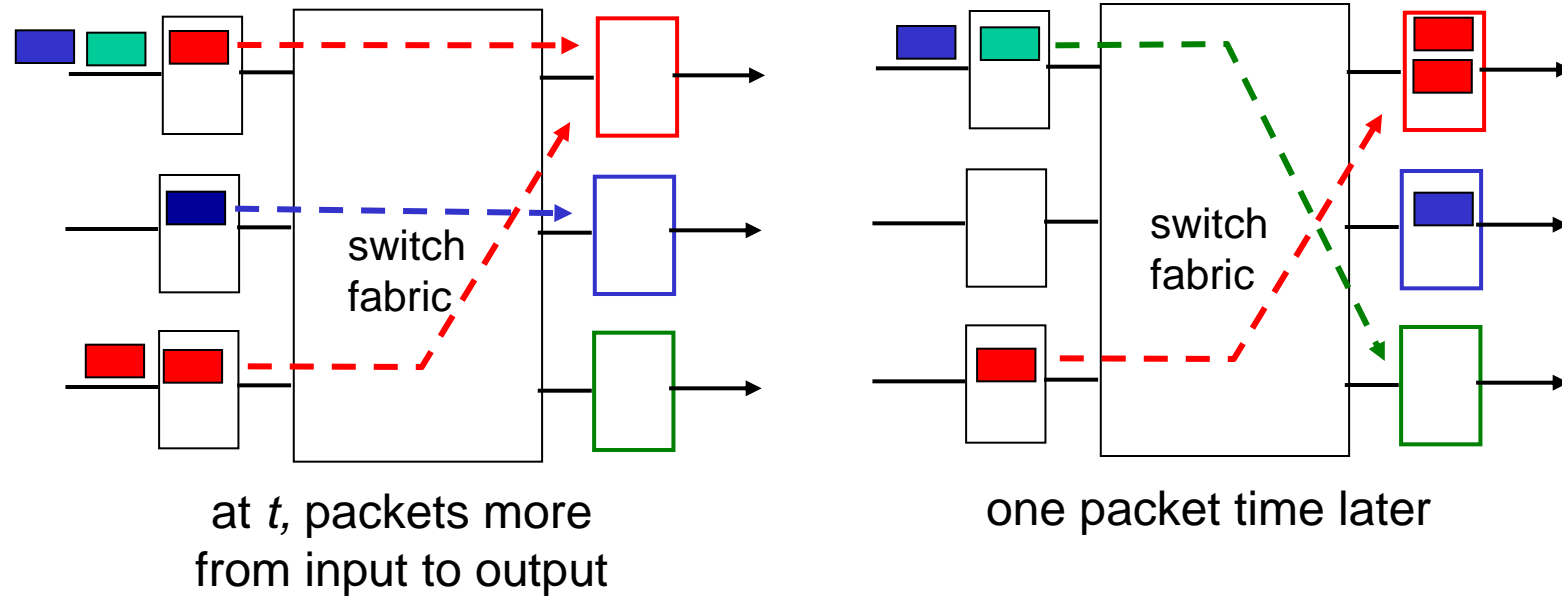 switch
fabric
switch
fabric
at t, packets more
from input to output
one packet time later